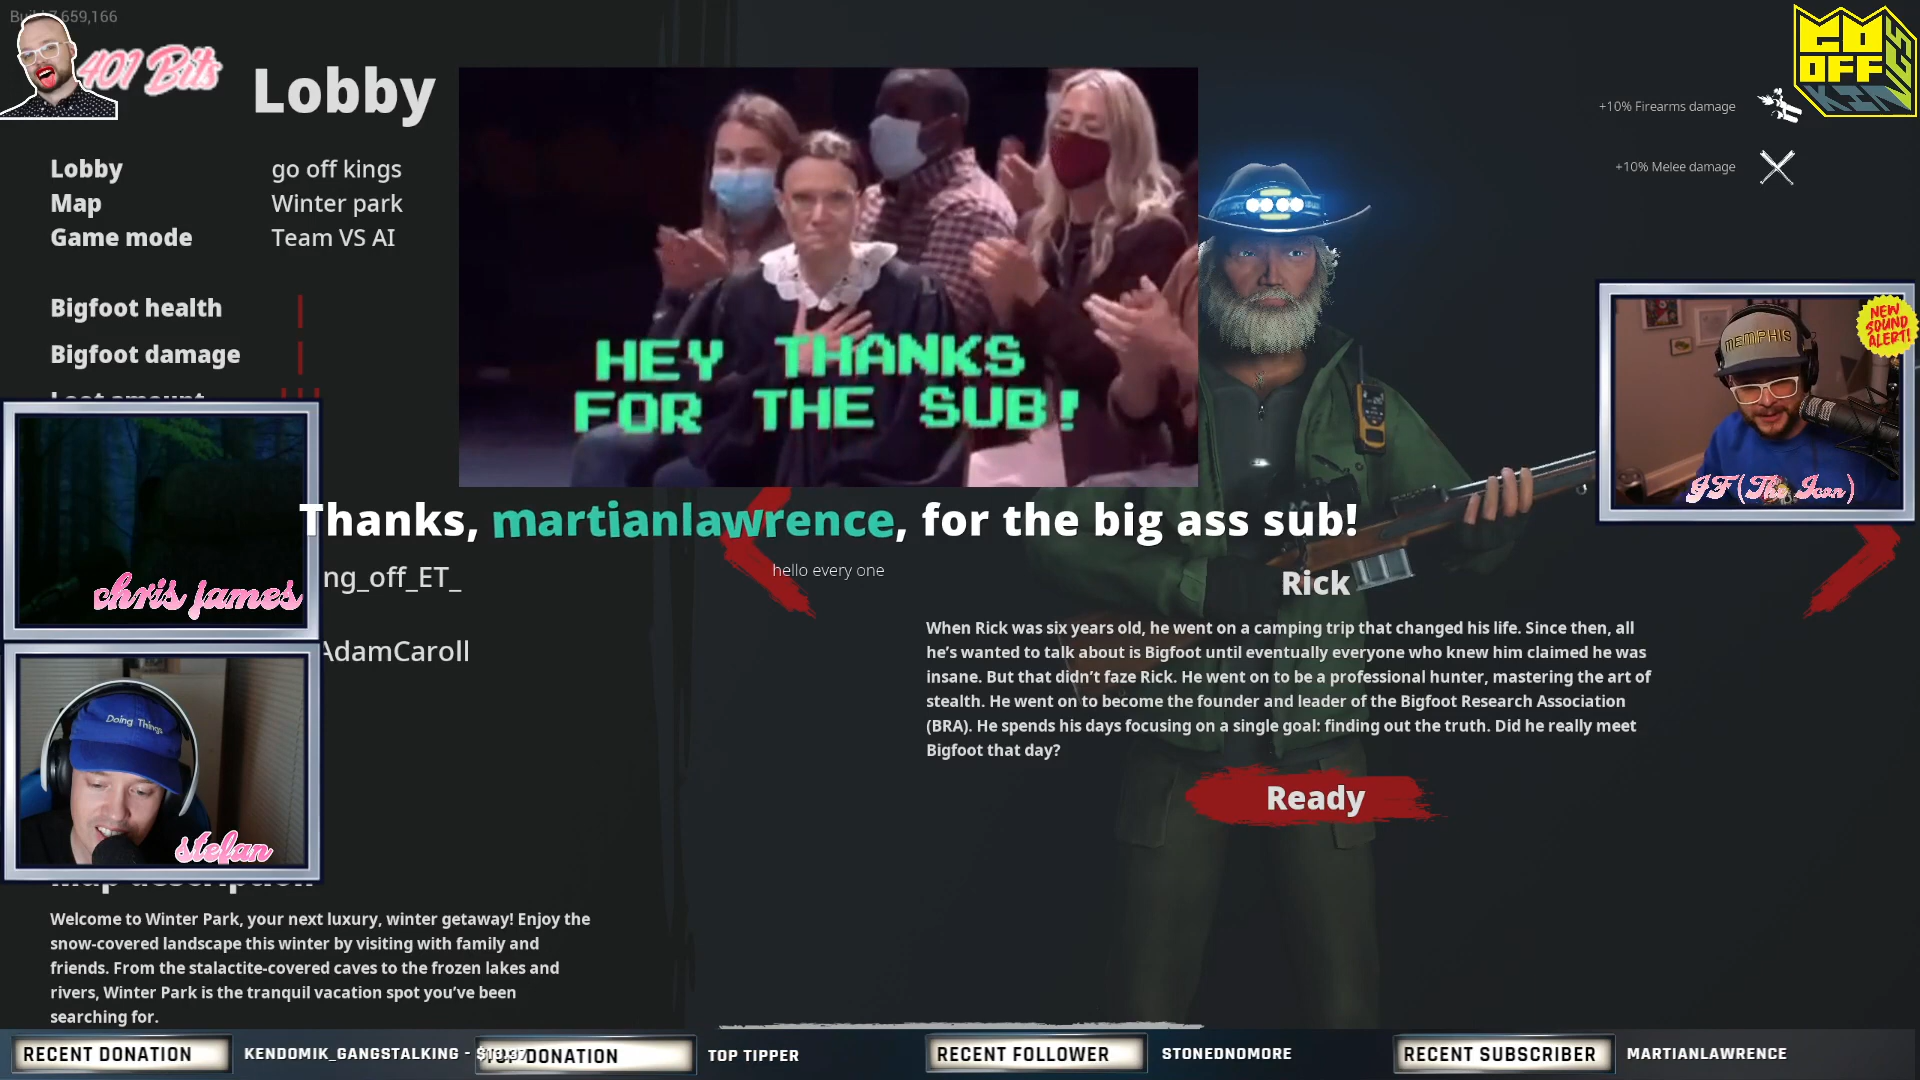 401 Bits
Lobby
Lobby go off kings
Map Winter park
Game mode Team VS AI
Bigfoot health
Bigfoot damage
+10% Firearms damage
+10% Melee damage
GO
OFF
KINGS
HEY THANKS
FOR THE SUB!
MEMPHIS
NEW
SOUND
ALERT!
JF (The Icon)
Thanks, martianlawrence, for the big ass sub!
hello every one
chris james
ng_off_ET_
AdamCaroll
Rick
When Rick was six years old, he went on a camping trip that changed his life. Since then, all
he's wanted to talk about is Bigfoot until eventually everyone who knew him claimed he was
insane. But that didn't faze Rick. He went on to be a professional hunter, mastering the art of
stealth. He went on to become the founder and leader of the Bigfoot Research Association
(BRA). He spends his days focusing on a single goal: finding out the truth. Did he really meet
Bigfoot that day?
Ready
Doing Things
stefan
Map description
Welcome to Winter Park, your next luxury, winter getaway! Enjoy the
snow-covered landscape this winter by visiting with family and
friends. From the stalactite-covered caves to the frozen lakes and
rivers, Winter Park is the tranquil vacation spot you've been
searching for.
RECENT DONATION KENDOMIK_GANGSTALKING - TOP DONATION TOP TIPPER RECENT FOLLOWER STONEDNOMORE RECENT SUBSCRIBER MARTIANLAWRENCE